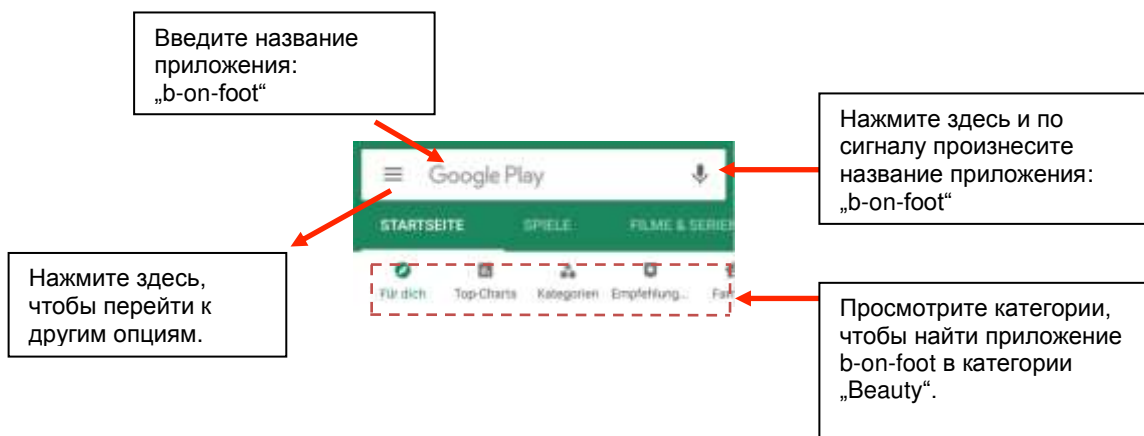 Введите название
приложения:
„b-on-foot“
Нажмите здесь и по
сигналу произнесите
название приложения:
„b-on-foot“
Google Play
STARTSEITE SPIELE FILME & SERIEN
Für dich Top-Charts Kategorien Empfehlung... Fam
Нажмите здесь,
чтобы перейти к
другим опциям.
Просмотрите категории,
чтобы найти приложение
b-on-foot в категории
„Beauty“.